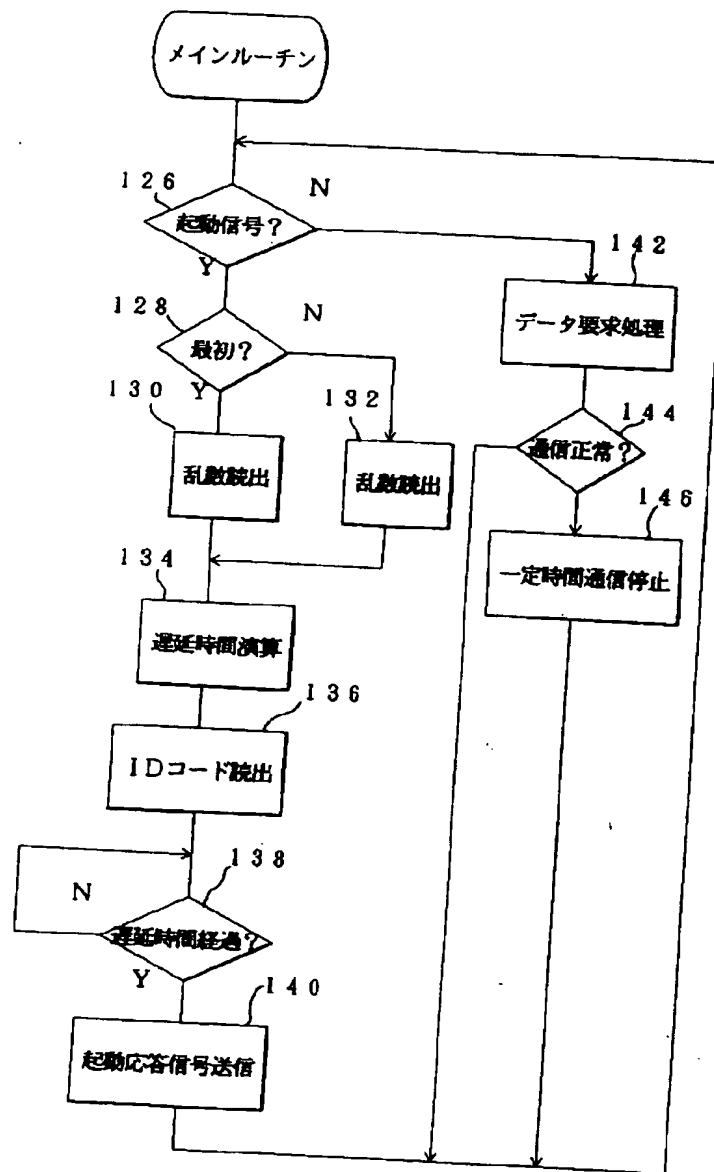 メインルーチン
126
N
起動信号?
Y
142
データ要求処理
128
N
最初?
Y
130
132
144
通信正常?
乱数読出
乱数読出
146
一定時間通信停止
134
遅延時間演算
136
IDコード読出
138
N
遅延時間経過?
Y
140
起動応答信号送信